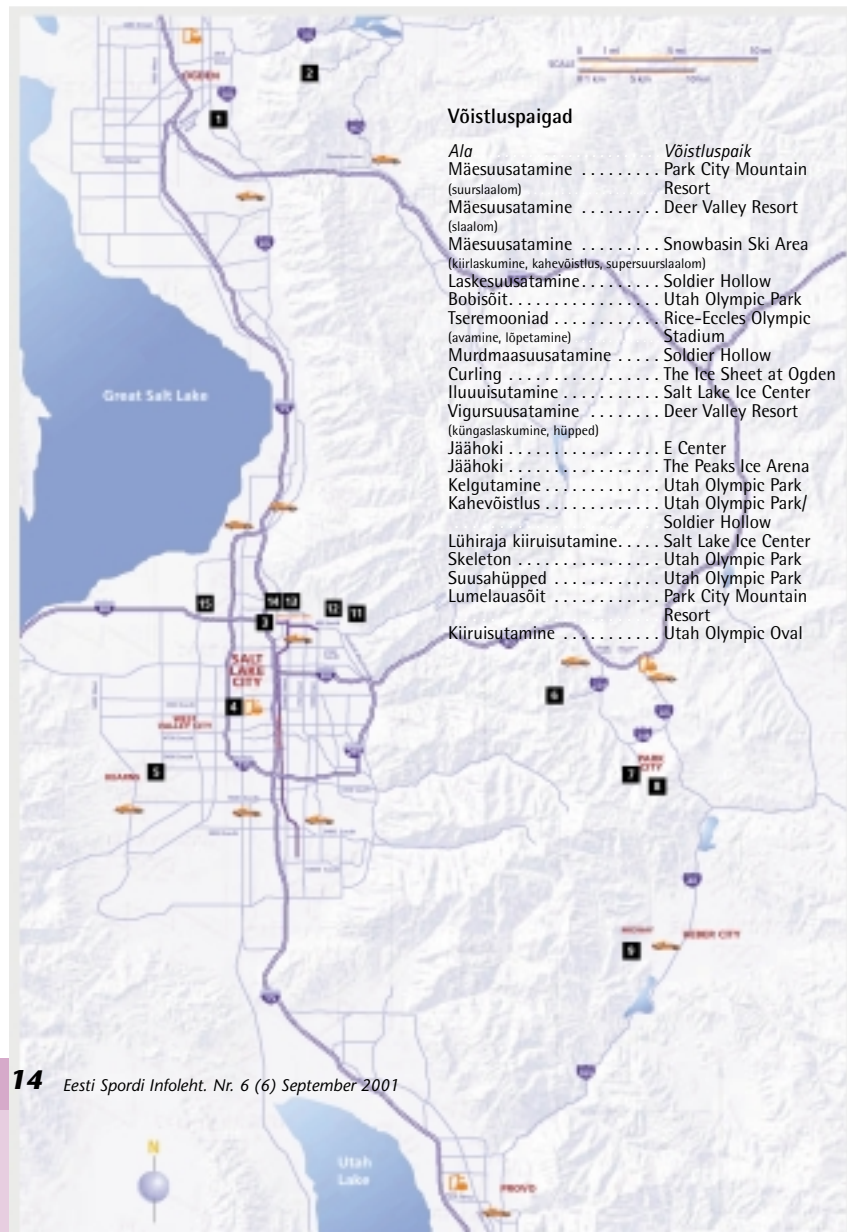 OGDEN
2
1
Võistluspaigad
Ala Võistluspaik
Mäesuusatamine . . . . . . . . . Park City Mountain
(suurslaalom) Resort
Mäesuusatamine . . . . . . . . . Deer Valley Resort
(slaalom)
Mäesuusatamine . . . . . . . . . Snowbasin Ski Area
(kiirlaskumine, kahevõistlus, supersuurslaalom)
Laskesuusatamine. . . . . . . . . Soldier Hollow
Bobisõit. . . . . . . . . . . . . . . . . Utah Olympic Park
Tseremooniad . . . . . . . . . . . . Rice-Eccles Olympic
(avamine, lõpetamine) Stadium
Murdmaasuusatamine . . . . . Soldier Hollow
Curling . . . . . . . . . . . . . . . . . The Ice Sheet at Ogden
Iluuuisutamine . . . . . . . . . . . Salt Lake Ice Center
Vigursuusatamine . . . . . . . . Deer Valley Resort
(küngaslaskumine, hüpped)
Jäähoki . . . . . . . . . . . . . . . . . E Center
Jäähoki . . . . . . . . . . . . . . . . . The Peaks Ice Arena
Kelgutamine . . . . . . . . . . . . . Utah Olympic Park
Kahevõistlus . . . . . . . . . . . . . Utah Olympic Park/
Soldier Hollow
Lühiraja kiiruisutamine. . . . . Salt Lake Ice Center
Skeleton . . . . . . . . . . . . . . . . Utah Olympic Park
Suusahüpped . . . . . . . . . . . . Utah Olympic Park
Lumelauasõit . . . . . . . . . . . . Park City Mountain
Resort
Kiiruisutamine . . . . . . . . . . . Utah Olympic Oval
Great Salt Lake
15
14 13
12
11
3
SALT
LAKE
CITY
4
6
WEST
VALLEY CITY
KEARNS
5
PARK
CITY
7
8
MIDWAY
HEBER CITY
9
14 Eesti Spordi Infoleht. Nr. 6 (6) September 2001
N
Utah
Lake
PROVO